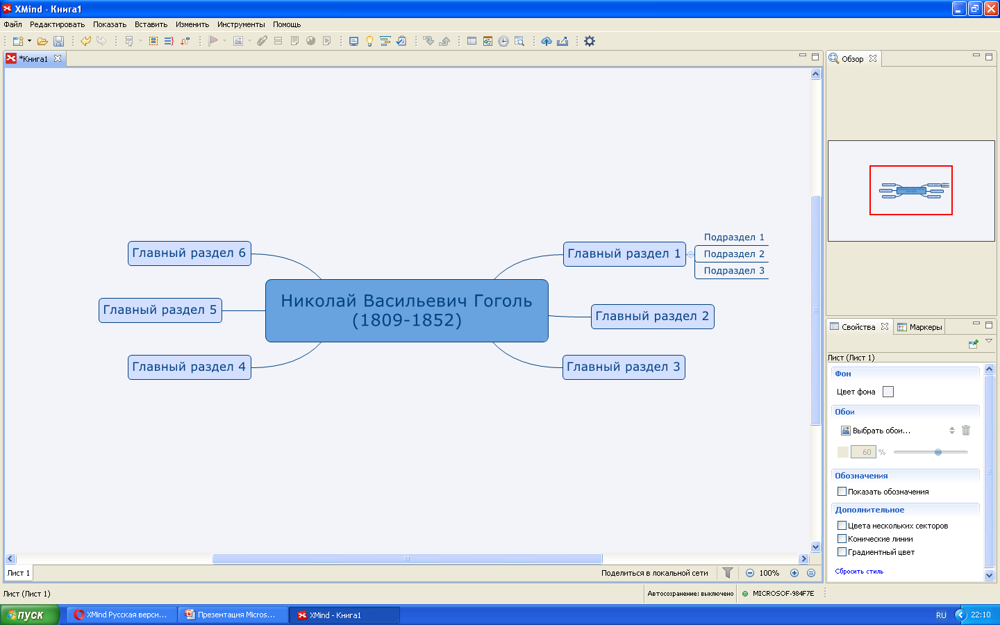 XMind - Книга1
Файл Редактировать Показать Вставить Изменить Инструменты Помощь
*Книга1
Обзор
Главный раздел 6
Главный раздел 5
Главный раздел 4
Николай Васильевич Гоголь
(1809-1852)
Главный раздел 1
Подраздел 1
Подраздел 2
Подраздел 3
Главный раздел 2
Главный раздел 3
Свойства Маркеры
Лист (Лист 1)
Фон
Цвет фона
Обои
Выбрать обои...
60 %
Обозначения
Показать обозначения
Дополнительное
Цвета нескольких секторов
Конические линии
Градиентный цвет
Сбросить стиль
Лист 1
Поделиться в локальной сети
100%
Лист (Лист 1)
Автосохранение: выключено
MICROSOF-984F7E
пуск
XMind Русская верси...
Презентация Micros...
XMind - Книга1
RU
22:10